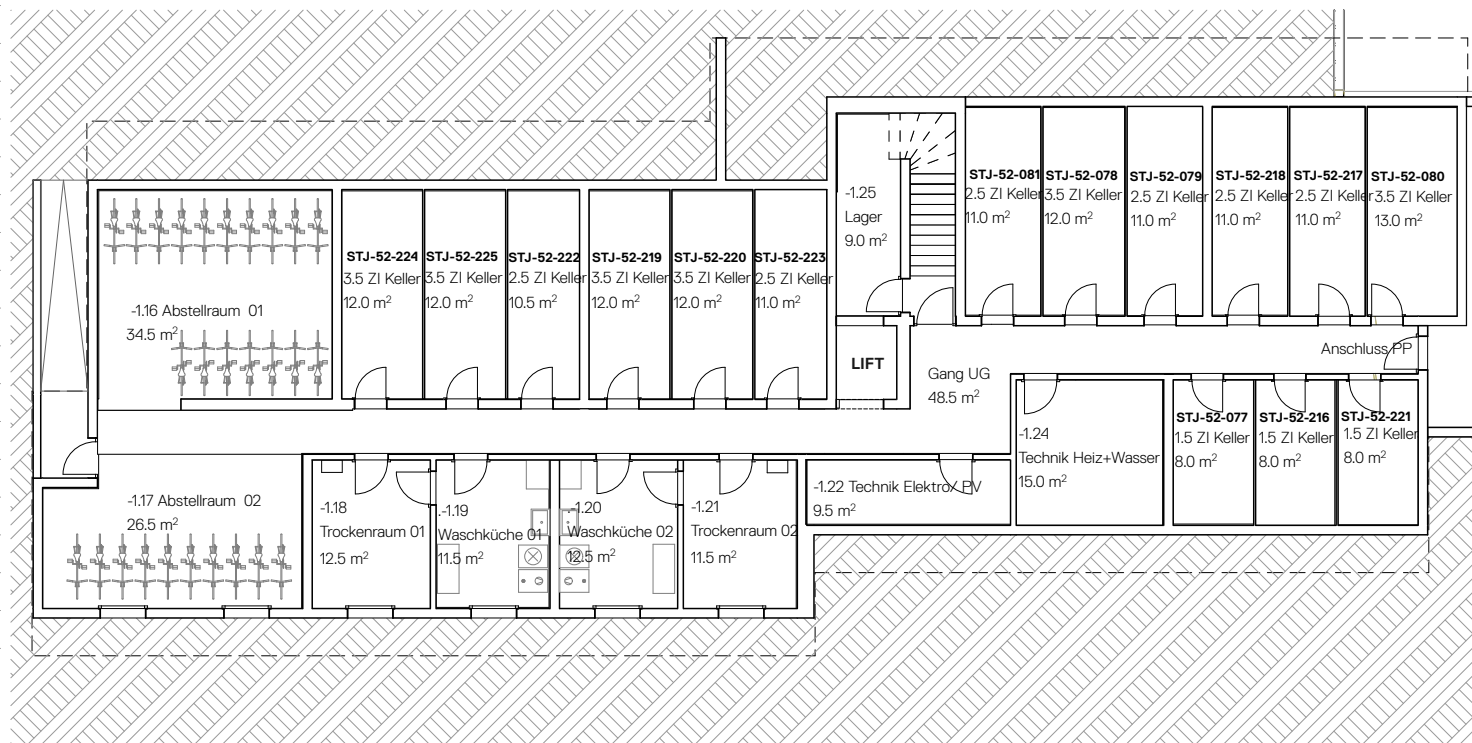 STJ-52-081
2.5 ZI Keller
11.0 m²
STJ-52-078
3.5 ZI Keller
12.0 m²
STJ-52-079
2.5 ZI Keller
11.0 m²
STJ-52-218
2.5 ZI Keller
11.0 m²
STJ-52-217
2.5 ZI Keller
11.0 m²
STJ-52-080
3.5 ZI Keller
13.0 m²
-1.25
Lager
9.0 m²
STJ-52-224
3.5 ZI Keller
12.0 m²
STJ-52-225
3.5 ZI Keller
12.0 m²
STJ-52-222
2.5 ZI Keller
10.5 m²
STJ-52-219
3.5 ZI Keller
12.0 m²
STJ-52-220
3.5 ZI Keller
12.0 m²
STJ-52-223
2.5 ZI Keller
11.0 m²
-1.16 Abstellraum 01
34.5 m²
LIFT
Gang UG
48.5 m²
Anschluss PP
-1.24
Technik Heiz+Wasser
15.0 m²
STJ-52-077
1.5 ZI Keller
8.0 m²
STJ-52-216
1.5 ZI Keller
8.0 m²
STJ-52-221
1.5 ZI Keller
8.0 m²
-1.17 Abstellraum 02
26.5 m²
-1.18
Trockenraum 01
12.5 m²
-1.19
Waschküche 01
11.5 m²
-1.20
Waschküche 02
12.5 m²
-1.21
Trockenraum 02
11.5 m²
-1.22 Technik Elektro/ PV
9.5 m²